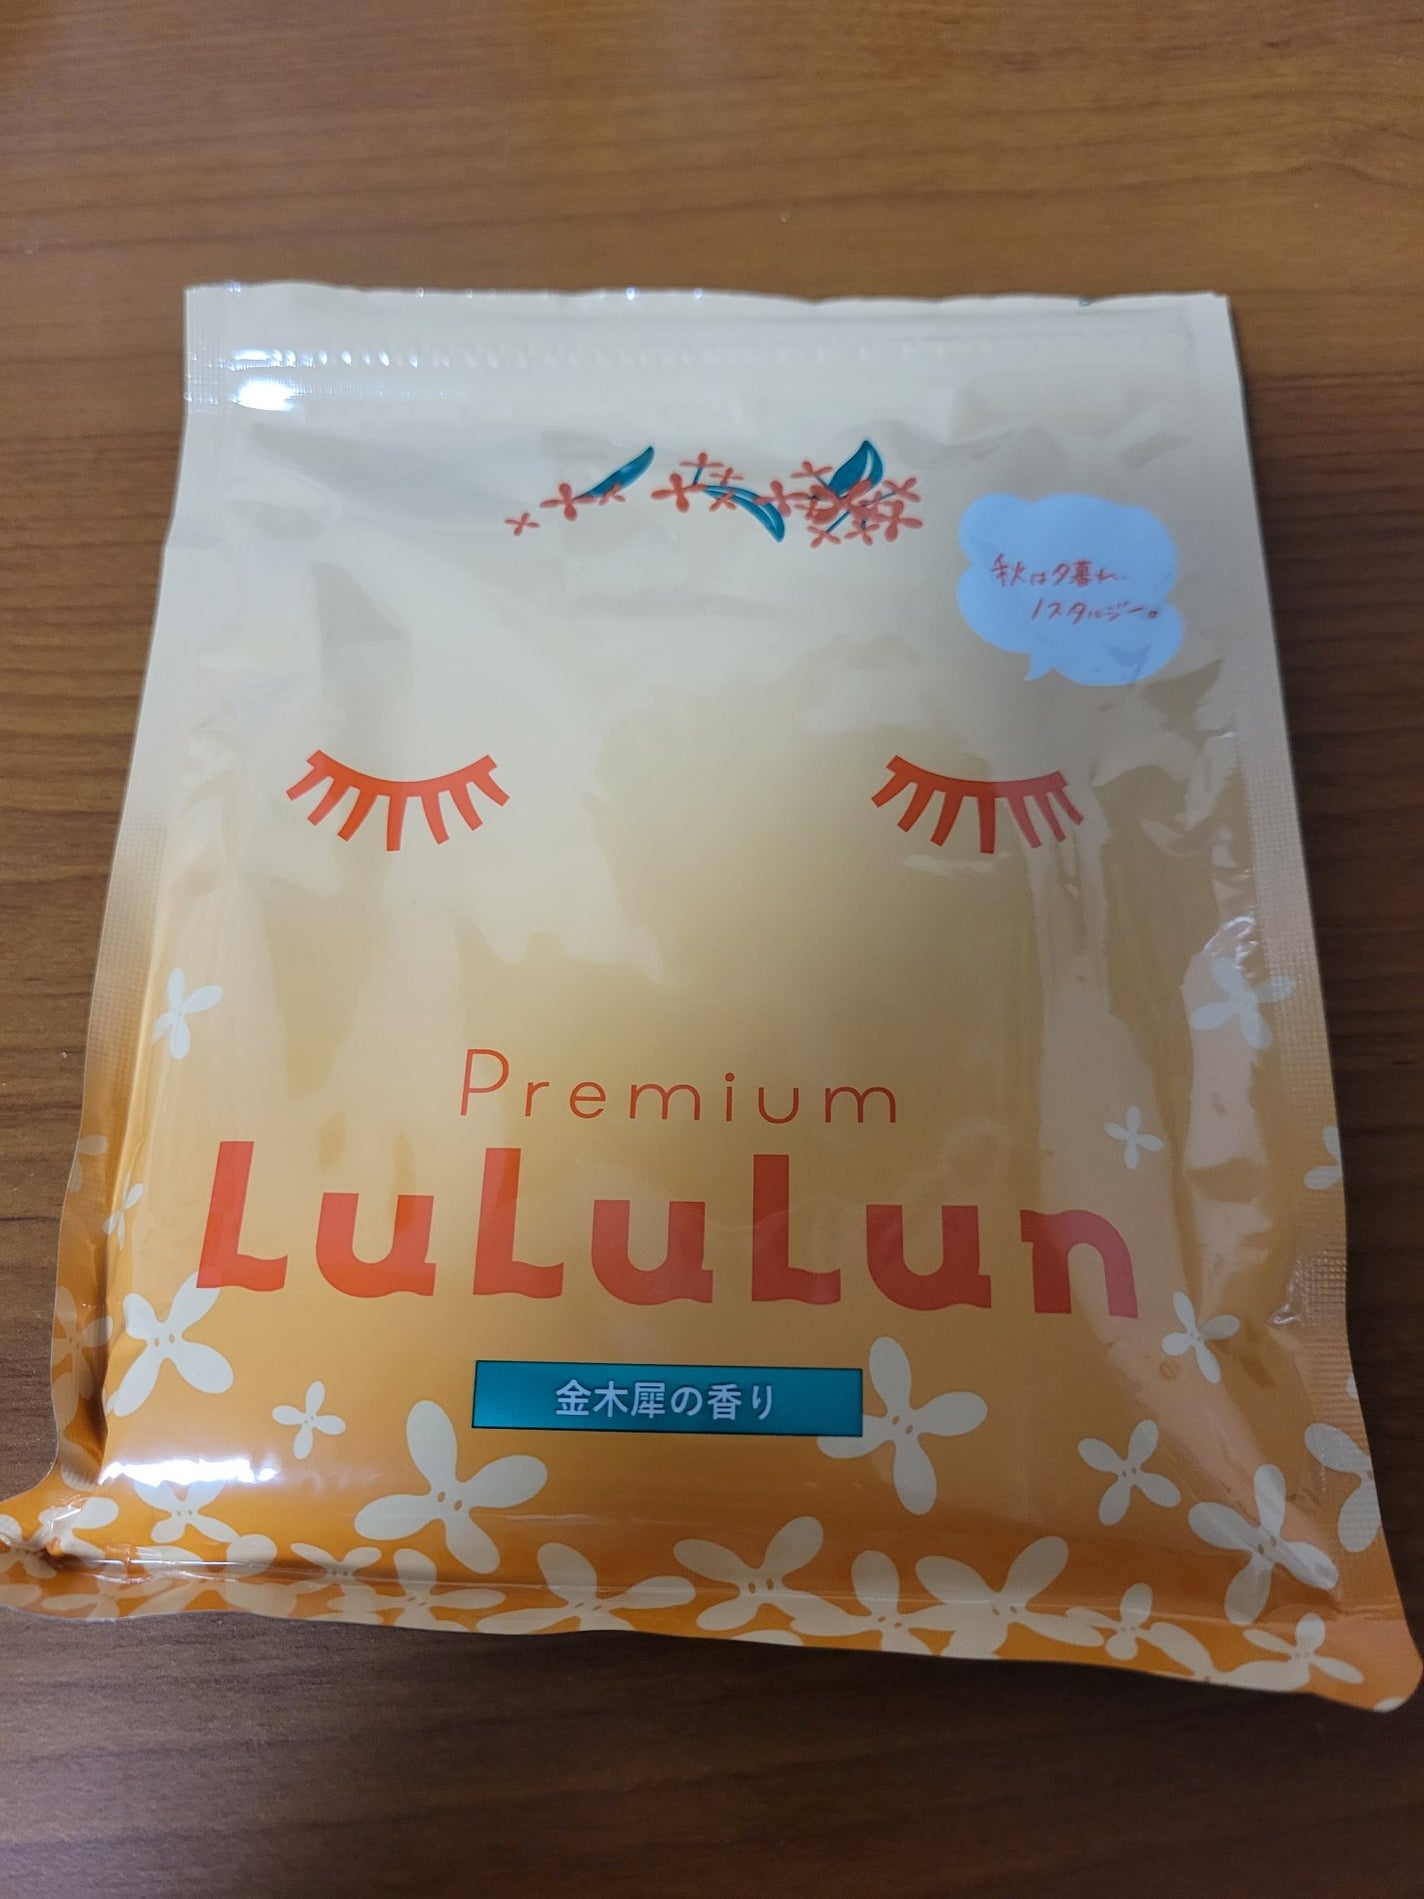 秋は夕暮れ、
ノスタルジー。
Premium
LuLuLun
金木犀の香り